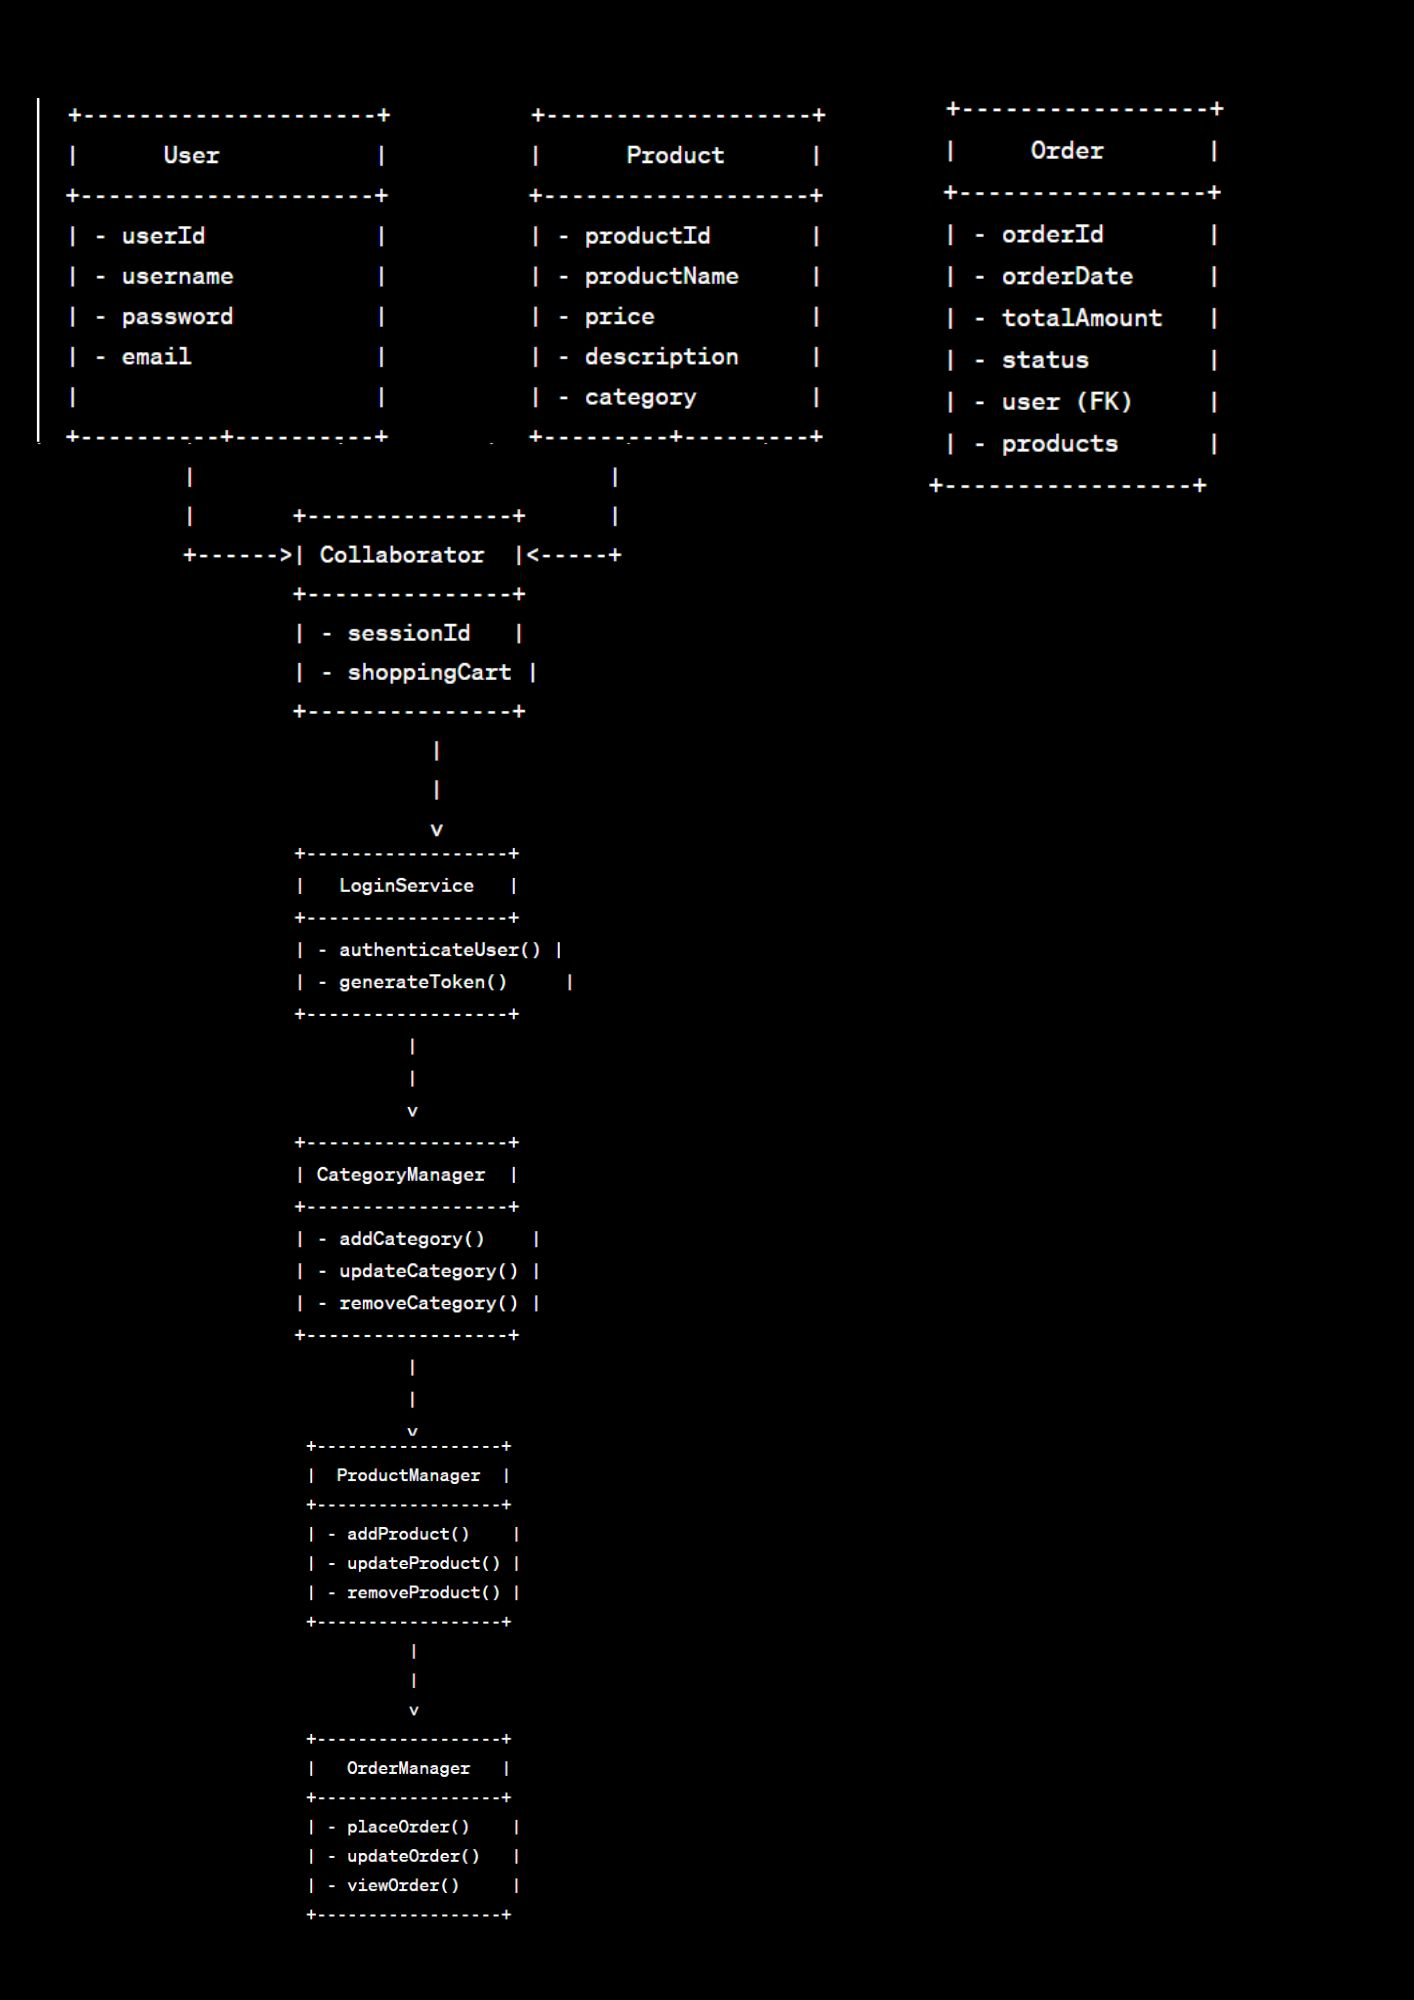 +---------------------+
|      User           |
+---------------------+
| - userId            |
| - username          |
| - password          |
| - email             |
|                     |
+----------+----------+
+-------------------+
|      Product      |
+-------------------+
| - productId       |
| - productName     |
| - price           |
| - description     |
| - category        |
+---------+---------+
+-----------------+
|     Order       |
+-----------------+
| - orderId       |
| - orderDate     |
| - totalAmount   |
| - status        |
| - user (FK)     |
| - products      |
+-----------------+
|                              |
|       +---------------+      |
+------>| Collaborator  |<-----+
+---------------+
| - sessionId   |
| - shoppingCart |
+---------------+
|
|
v
+------------------+
|   LoginService   |
+------------------+
| - authenticateUser() |
| - generateToken()     |
+------------------+
|
|
v
+------------------+
| CategoryManager  |
+------------------+
| - addCategory()    |
| - updateCategory() |
| - removeCategory() |
+------------------+
|
|
v
+------------------+
|  ProductManager  |
+------------------+
| - addProduct()    |
| - updateProduct() |
| - removeProduct() |
+------------------+
|
|
v
+------------------+
|   OrderManager   |
+------------------+
| - placeOrder()    |
| - updateOrder()   |
| - viewOrder()     |
+------------------+